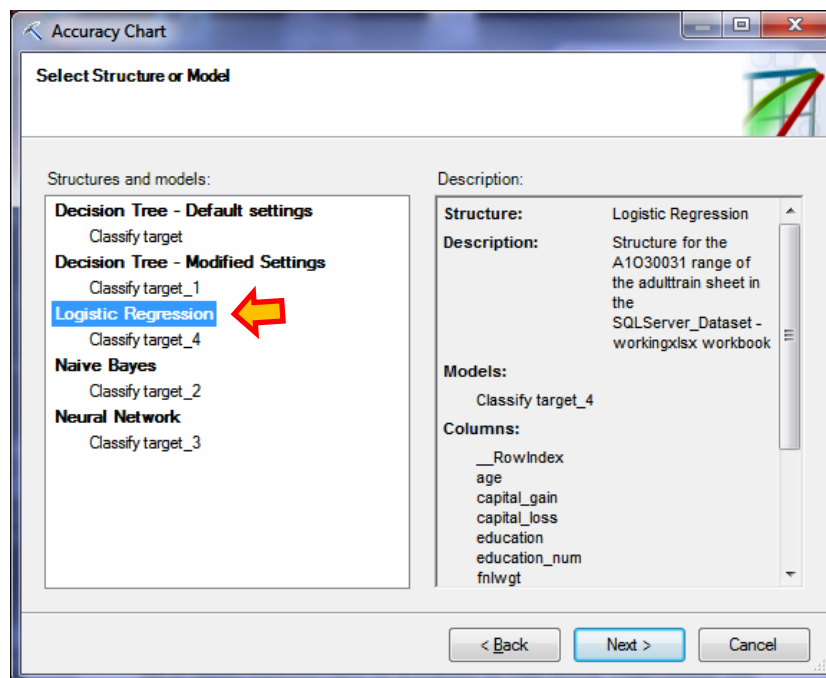 Accuracy Chart
Select Structure or Model
Structures and models:
Decision Tree - Default settings
Classify target
Decision Tree - Modified Settings
Classify target_1
Logistic Regression
Classify target_4
Naive Bayes
Classify target_2
Neural Network
Classify target_3
Description:
Structure: Logistic Regression
Description: Structure for the
A1O30031 range of
the adulttrain sheet in
the
SQLServer_Dataset -
workingxlsx workbook
Models:
Classify target_4
Columns:
__RowIndex
age
capital_gain
capital_loss
education
education_num
fnlwgt
< Back Next > Cancel